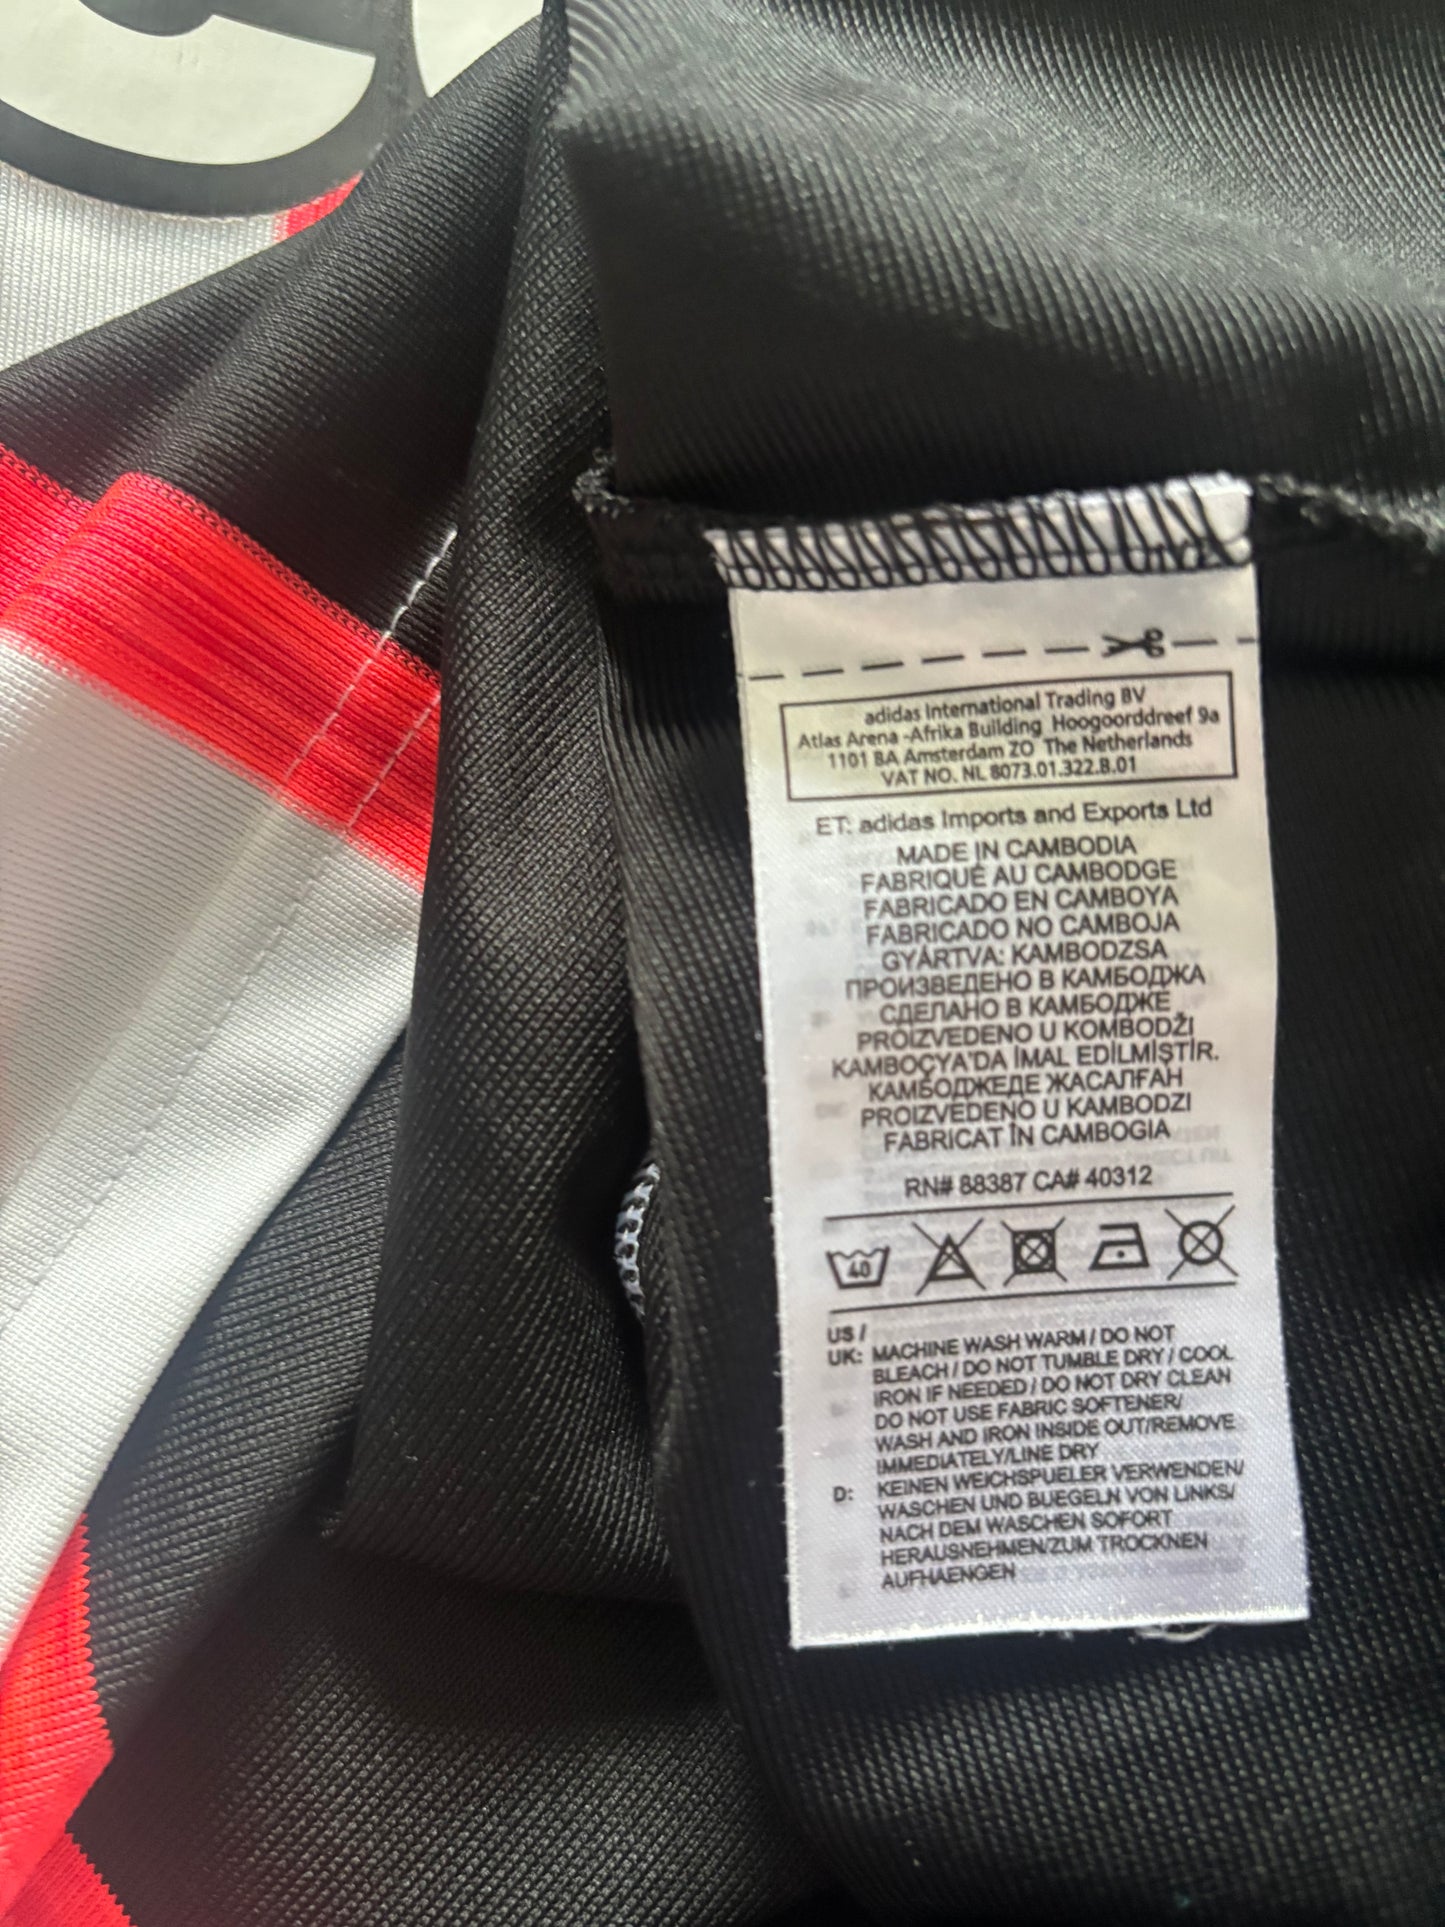 adidas International Trading BV
Atlas Arena -Afrika Building Hoogoorddreef 9a
1101 BA Amsterdam ZO The Netherlands
VAT NO. NL 8073.01.322.B.01
ET: adidas Imports and Exports Ltd
MADE IN CAMBODIA
FABRIQUÉ AU CAMBODGE
FABRICADO EN CAMBOYA
FABRICADO NO CAMBOJA
GYÁRTVA: KAMBODZSA
ПРОИЗВЕДЕНО В КАМБОДЖА
СДЕЛАНО В КАМБОДЖЕ
PROIZVEDENO U KOMBODŽI
KAMBOÇYA'DA İMAL EDİLMİŞTİR.
КАМБОДЖЕДЕ ЖАСАЛҒАН
PROIZVEDENO U KAMBODZI
FABRICAT ÎN CAMBOGIA
RN# 88387 CA# 40312
40
US /
UK: MACHINE WASH WARM / DO NOT
BLEACH / DO NOT TUMBLE DRY / COOL
IRON IF NEEDED / DO NOT DRY CLEAN
DO NOT USE FABRIC SOFTENER/
WASH AND IRON INSIDE OUT/REMOVE
IMMEDIATELY/LINE DRY
D: KEINEN WEICHSPUELER VERWENDEN/
WASCHEN UND BUEGELN VON LINKS/
NACH DEM WASCHEN SOFORT
HERAUSNEHMEN/ZUM TROCKNEN
AUFHAENGEN